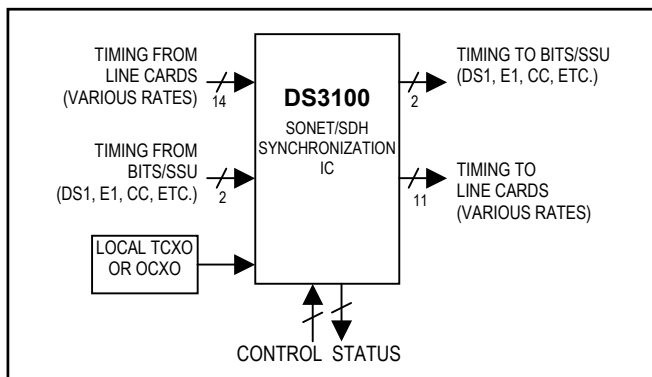 TIMING FROM
LINE CARDS
(VARIOUS RATES)
14
TIMING FROM
BITS/SSU
(DS1, E1, CC, ETC.)
2
LOCAL TCXO
OR OCXO
DS3100
SONET/SDH
SYNCHRONIZATION
IC
TIMING TO BITS/SSU
(DS1, E1, CC, ETC.)
2
TIMING TO
LINE CARDS
(VARIOUS RATES)
11
CONTROL STATUS